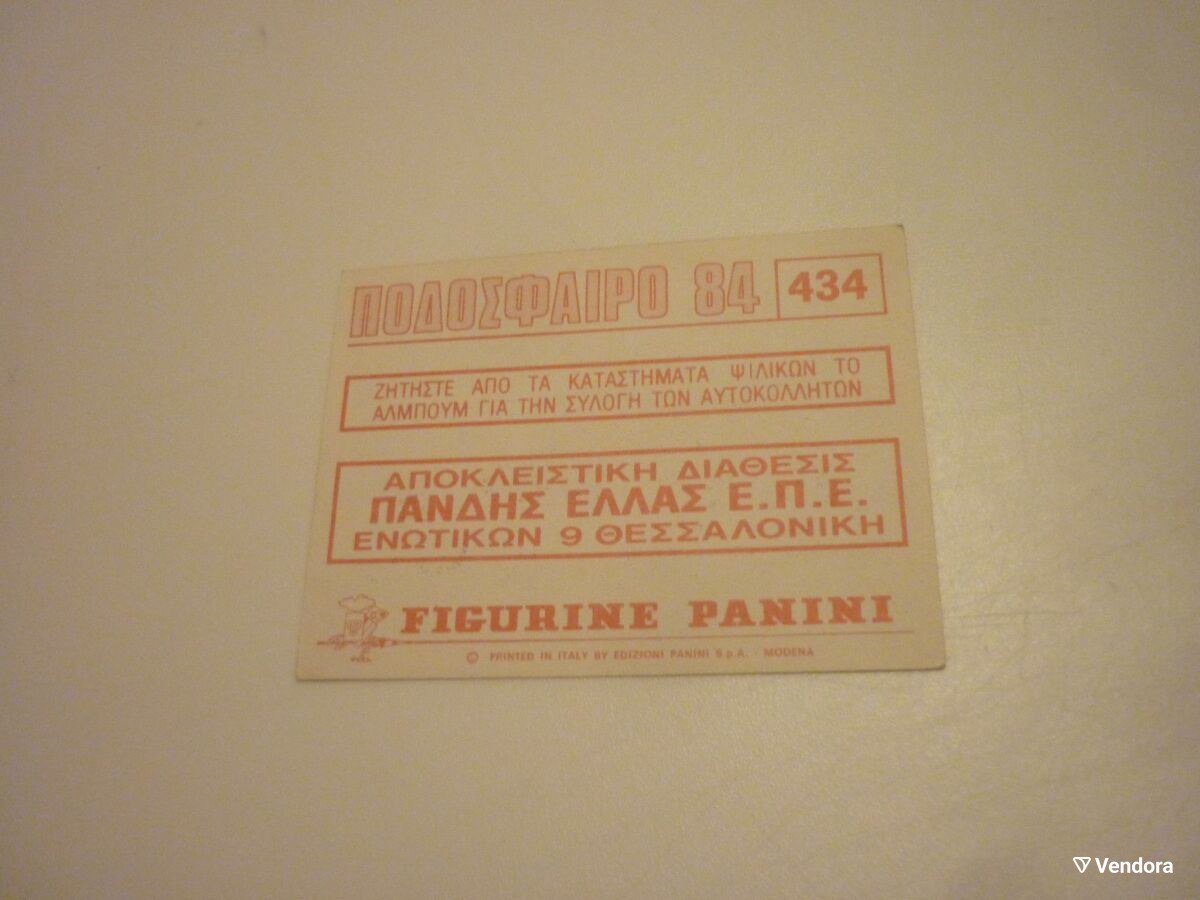 ΠΟΔΟΣΦΑΙΡΟ 84 434
ΖΗΤΗΣΤΕ ΑΠΟ ΤΑ ΚΑΤΑΣΤΗΜΑΤΑ ΨΙΛΙΚΩΝ ΤΟ
ΑΛΜΠΟΥΜ ΓΙΑ ΤΗΝ ΣΥΛΟΓΗ ΤΩΝ ΑΥΤΟΚΟΛΛΗΤΩΝ
ΑΠΟΚΛΕΙΣΤΙΚΗ ΔΙΑΘΕΣΙΣ
ΠΑΝΔΗΣ ΕΛΛΑΣ Ε.Π.Ε.
ΕΝΩΤΙΚΩΝ 9 ΘΕΣΣΑΛΟΝΙΚΗ
FIGURINE PANINI
© PRINTED IN ITALY BY EDIZIONI PANINI S.p.A. - MODENA
Vendora